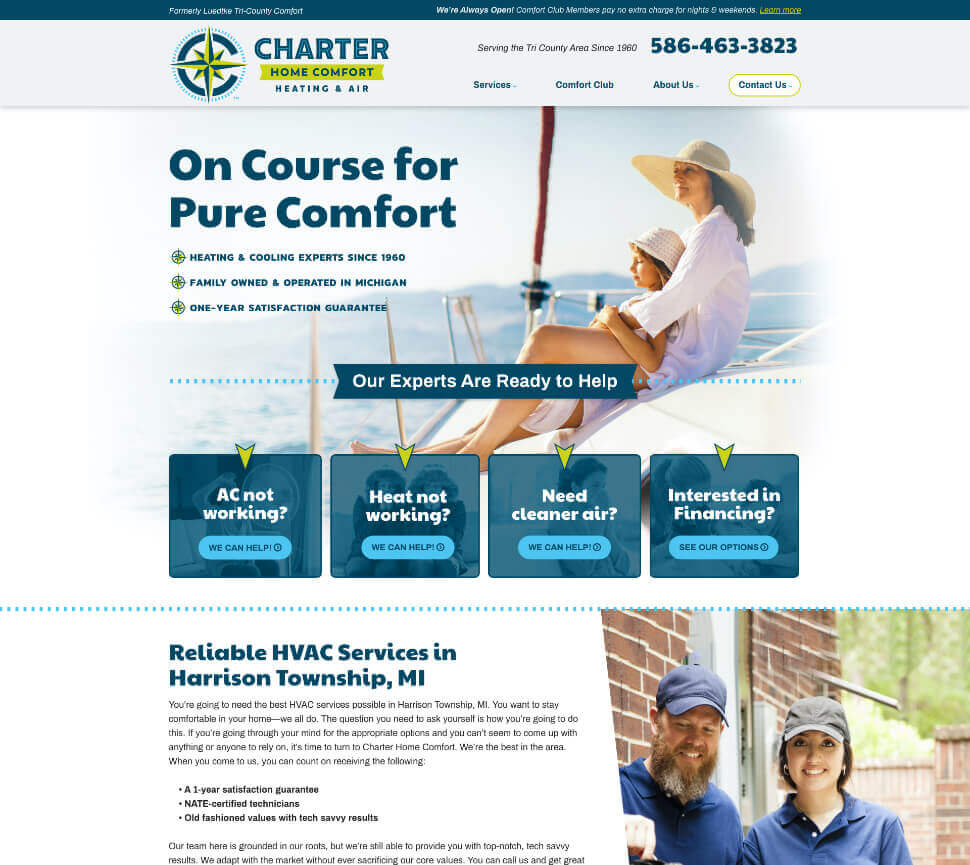 Formerly Luedtke Tri-County Comfort
We're Always Open! Comfort Club Members pay no extra charge for nights & weekends. Learn more
CHARTER
HOME COMFORT
HEATING & AIR
Serving the Tri County Area Since 1960
586-463-3823
Services
Comfort Club
About Us
Contact Us
On Course for
Pure Comfort
HEATING & COOLING EXPERTS SINCE 1960
FAMILY OWNED & OPERATED IN MICHIGAN
ONE-YEAR SATISFACTION GUARANTEE
Our Experts Are Ready to Help
AC not
working?
WE CAN HELP!
Heat not
working?
WE CAN HELP!
Need
cleaner air?
WE CAN HELP!
Interested in
Financing?
SEE OUR OPTIONS
Reliable HVAC Services in
Harrison Township, MI
You're going to need the best HVAC services possible in Harrison Township, MI. You want to stay
comfortable in your home—we all do. The question you need to ask yourself is how you're going to do
this. If you're going through your mind for the appropriate options and you can't seem to come up with
anything or anyone to rely on, it's time to turn to Charter Home Comfort. We're the best in the area.
When you come to us, you can count on receiving the following:
• A 1-year satisfaction guarantee
• NATE-certified technicians
• Old fashioned values with tech savvy results
Our team here is grounded in our roots, but we're still able to provide you with top-notch, tech savvy
results. We adapt with the market without ever sacrificing our core values. You can call us and get great